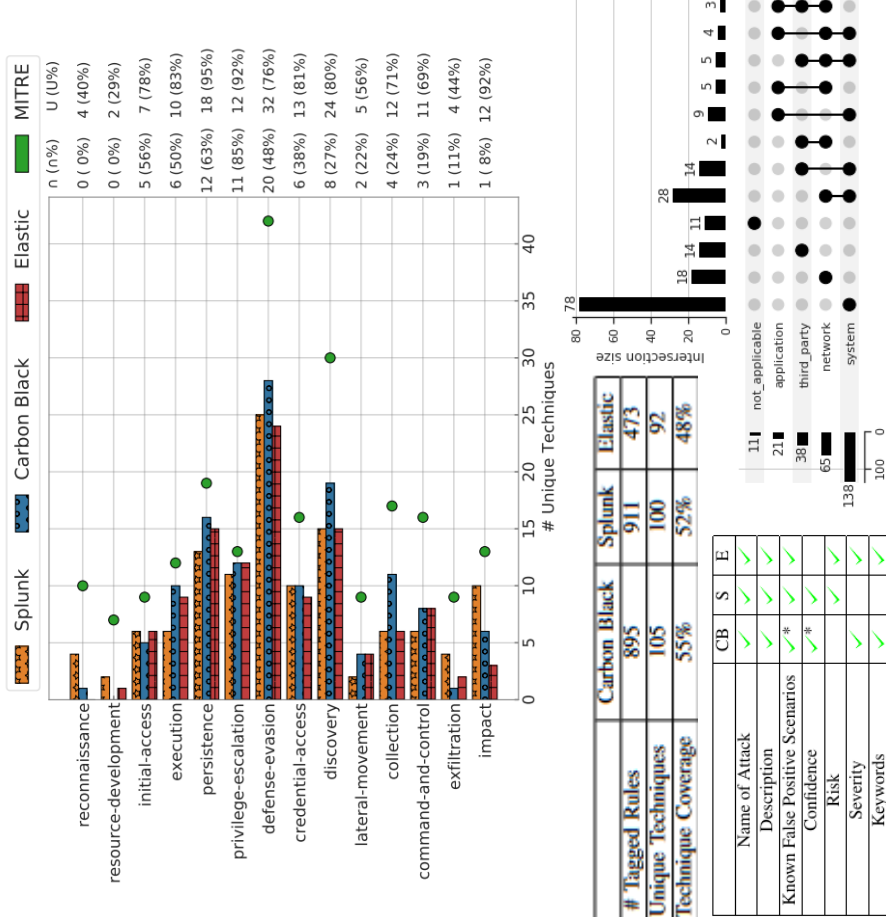 Splunk Carbon Black Elastic MITRE
n (n%) U (U%)
reconnaissance 0 ( 0%) 4 (40%)
resource-development 0 ( 0%) 2 (29%)
initial-access 5 (56%) 7 (78%)
execution 6 (50%) 10 (83%)
persistence 12 (63%) 18 (95%)
privilege-escalation 11 (85%) 12 (92%)
defense-evasion 20 (48%) 32 (76%)
credential-access 6 (38%) 13 (81%)
discovery 8 (27%) 24 (80%)
lateral-movement 2 (22%) 5 (56%)
collection 4 (24%) 12 (71%)
command-and-control 3 (19%) 11 (69%)
exfiltration 1 (11%) 4 (44%)
impact 1 ( 8%) 12 (92%)
0 5 10 15 20 25 30 35 40
# Unique Techniques
Carbon Black Splunk Elastic
# Tagged Rules 895 911 473
Unique Techniques 105 100 92
Technique Coverage 55% 52% 48%
Intersection size
80
60
40
20
0
78 18 14 11 28 14 2 9 5 5 4 3
11 not_applicable
21 application
38 third_party
65 network
138 system
100 0
CB S E
Name of Attack ✓ ✓ ✓
Description ✓ ✓ ✓
Known False Positive Scenarios ✓* ✓
Confidence ✓* ✓
Risk ✓ ✓
Severity ✓ ✓
Keywords ✓ ✓